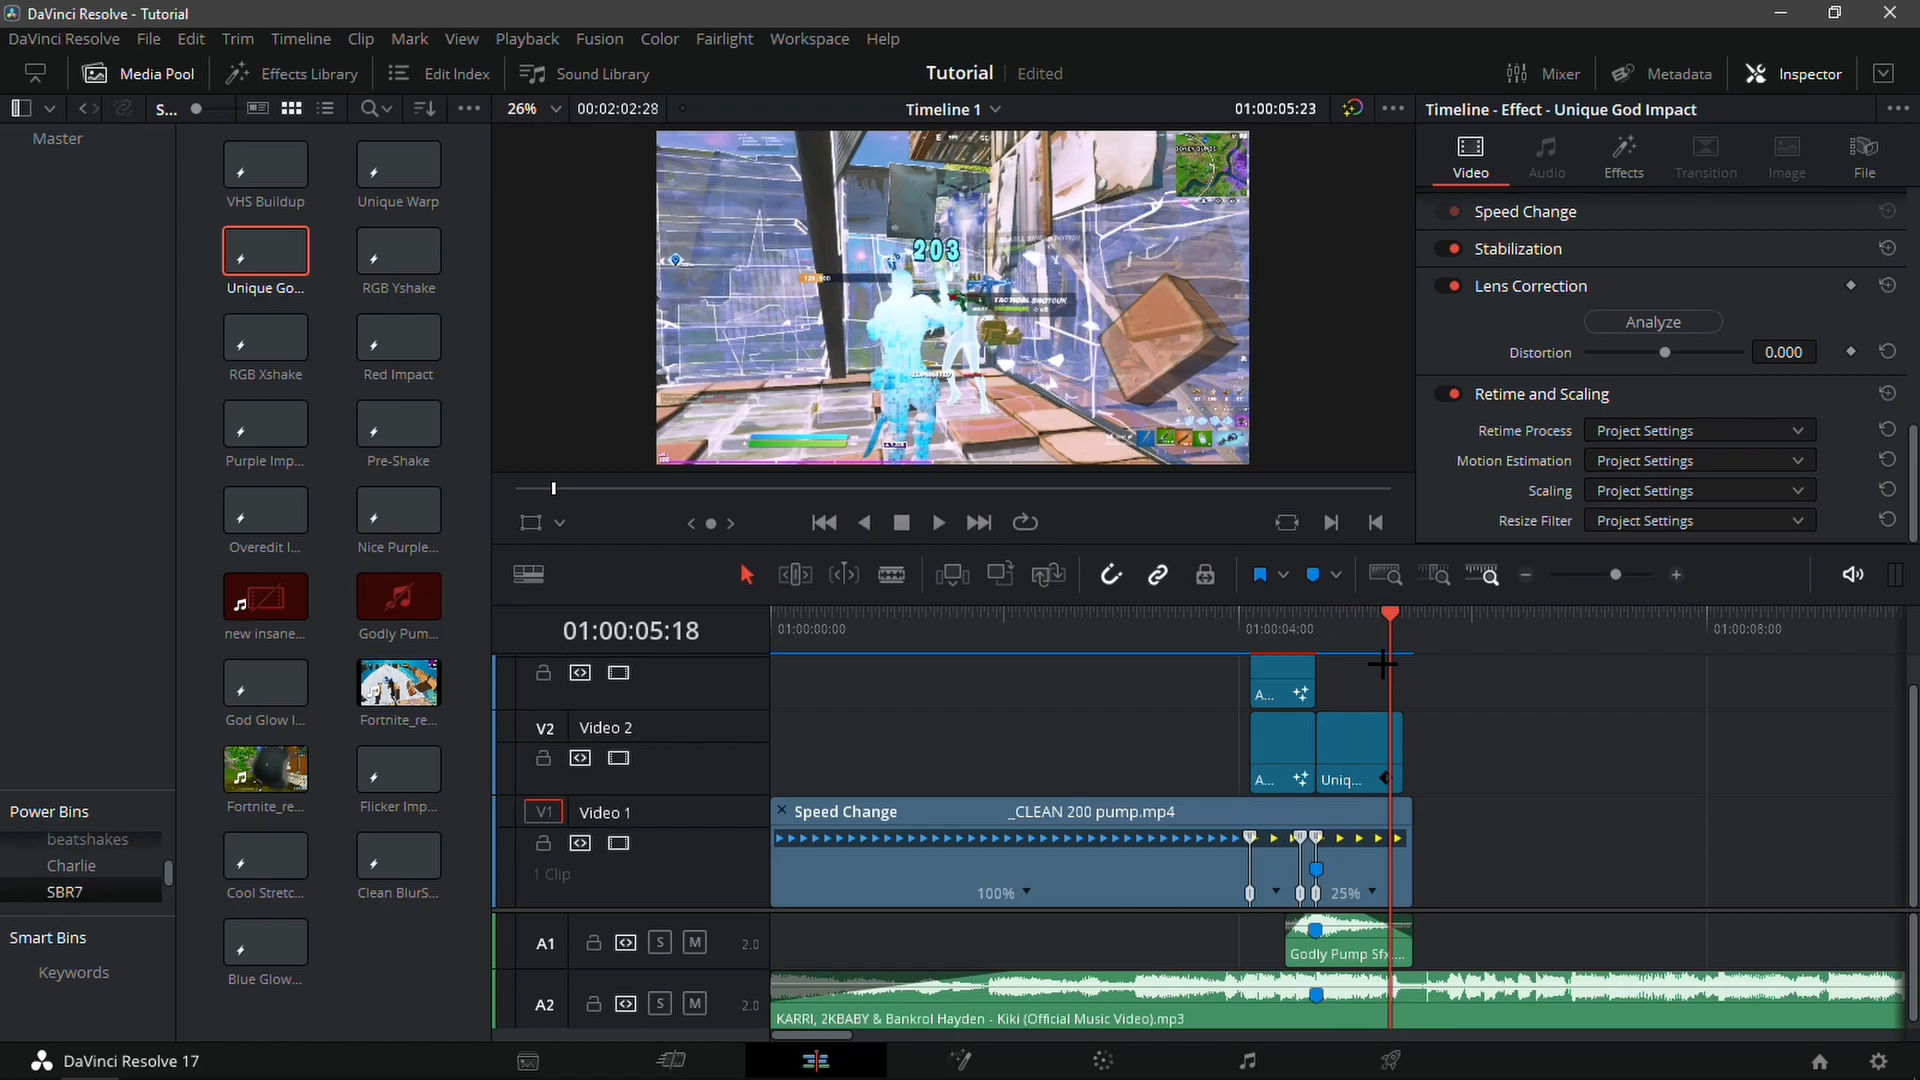 DaVinci Resolve - Tutorial
DaVinci Resolve File Edit Trim Timeline Clip Mark View Playback Fusion Color Fairlight Workspace Help
Media Pool Effects Library Edit Index Sound Library Tutorial Edited Mixer Metadata Inspector
S... 26% 00:02:02:28 Timeline 1 01:00:05:23 Timeline - Effect - Unique God Impact
Master
VHS Buildup Unique Warp
Unique Go... RGB Yshake
RGB Xshake Red Impact
Purple Imp... Pre-Shake
Overedit I... Nice Purple...
new insane... Godly Pum...
God Glow I... Fortnite_re...
Fortnite_re... Flicker Imp...
Cool Stretc... Clean BlurS...
Blue Glow...
Power Bins
beatshakes
Charlie
SBR7
Smart Bins
Keywords
203
TACTICAL SHOTGUN
Video Audio Effects Transition Image File
Speed Change
Stabilization
Lens Correction
Analyze
Distortion 0.000
Retime and Scaling
Retime Process Project Settings
Motion Estimation Project Settings
Scaling Project Settings
Resize Filter Project Settings
01:00:05:18 01:00:00:00 01:00:04:00 01:00:08:00
A...
V2 Video 2
A... Uniq...
V1 Video 1 Speed Change _CLEAN 200 pump.mp4
1 Clip
100% 25%
A1 S M 2.0 Godly Pump Sfx....
A2 S M 2.0
KARRI, 2KBABY & Bankrol Hayden - Kiki (Official Music Video).mp3
DaVinci Resolve 17